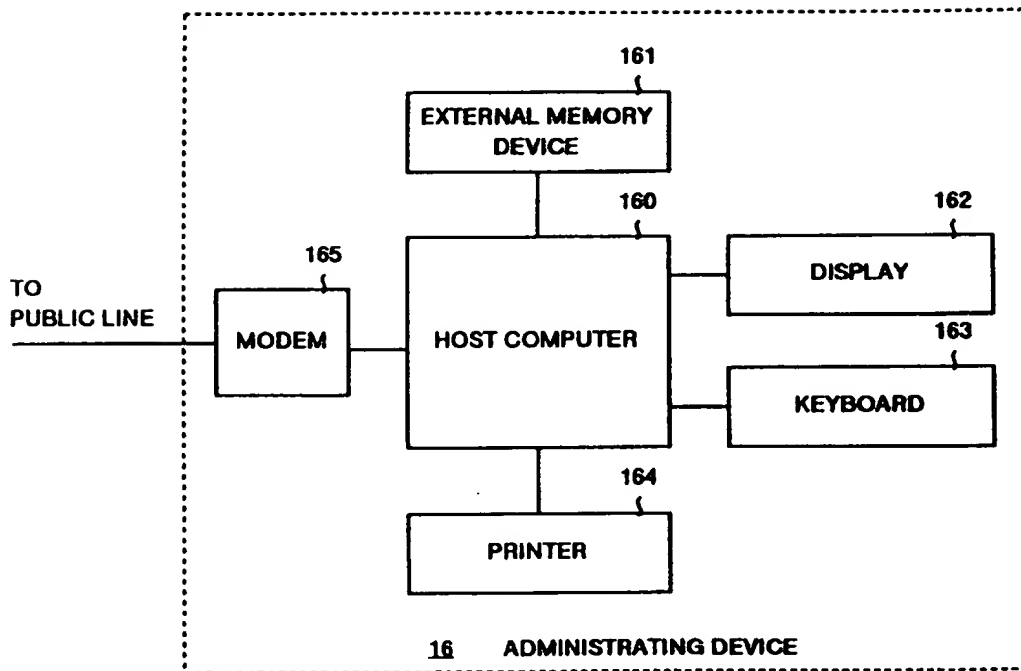 161
EXTERNAL MEMORY
DEVICE
160
162
165
DISPLAY
TO
PUBLIC LINE
MODEM
HOST COMPUTER
163
KEYBOARD
164
PRINTER
16 ADMINISTRATING DEVICE